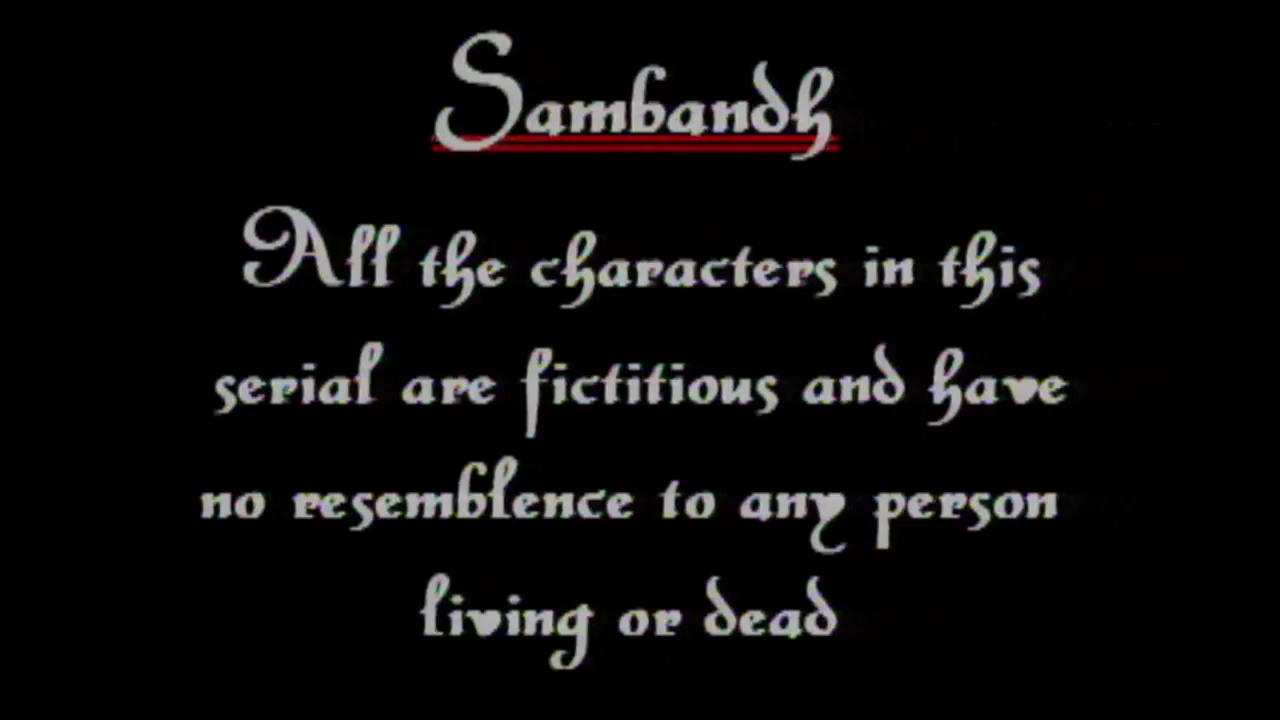 Sambandh
All the characters in this
serial are fictitious and have
no resemblence to any person
living or dead